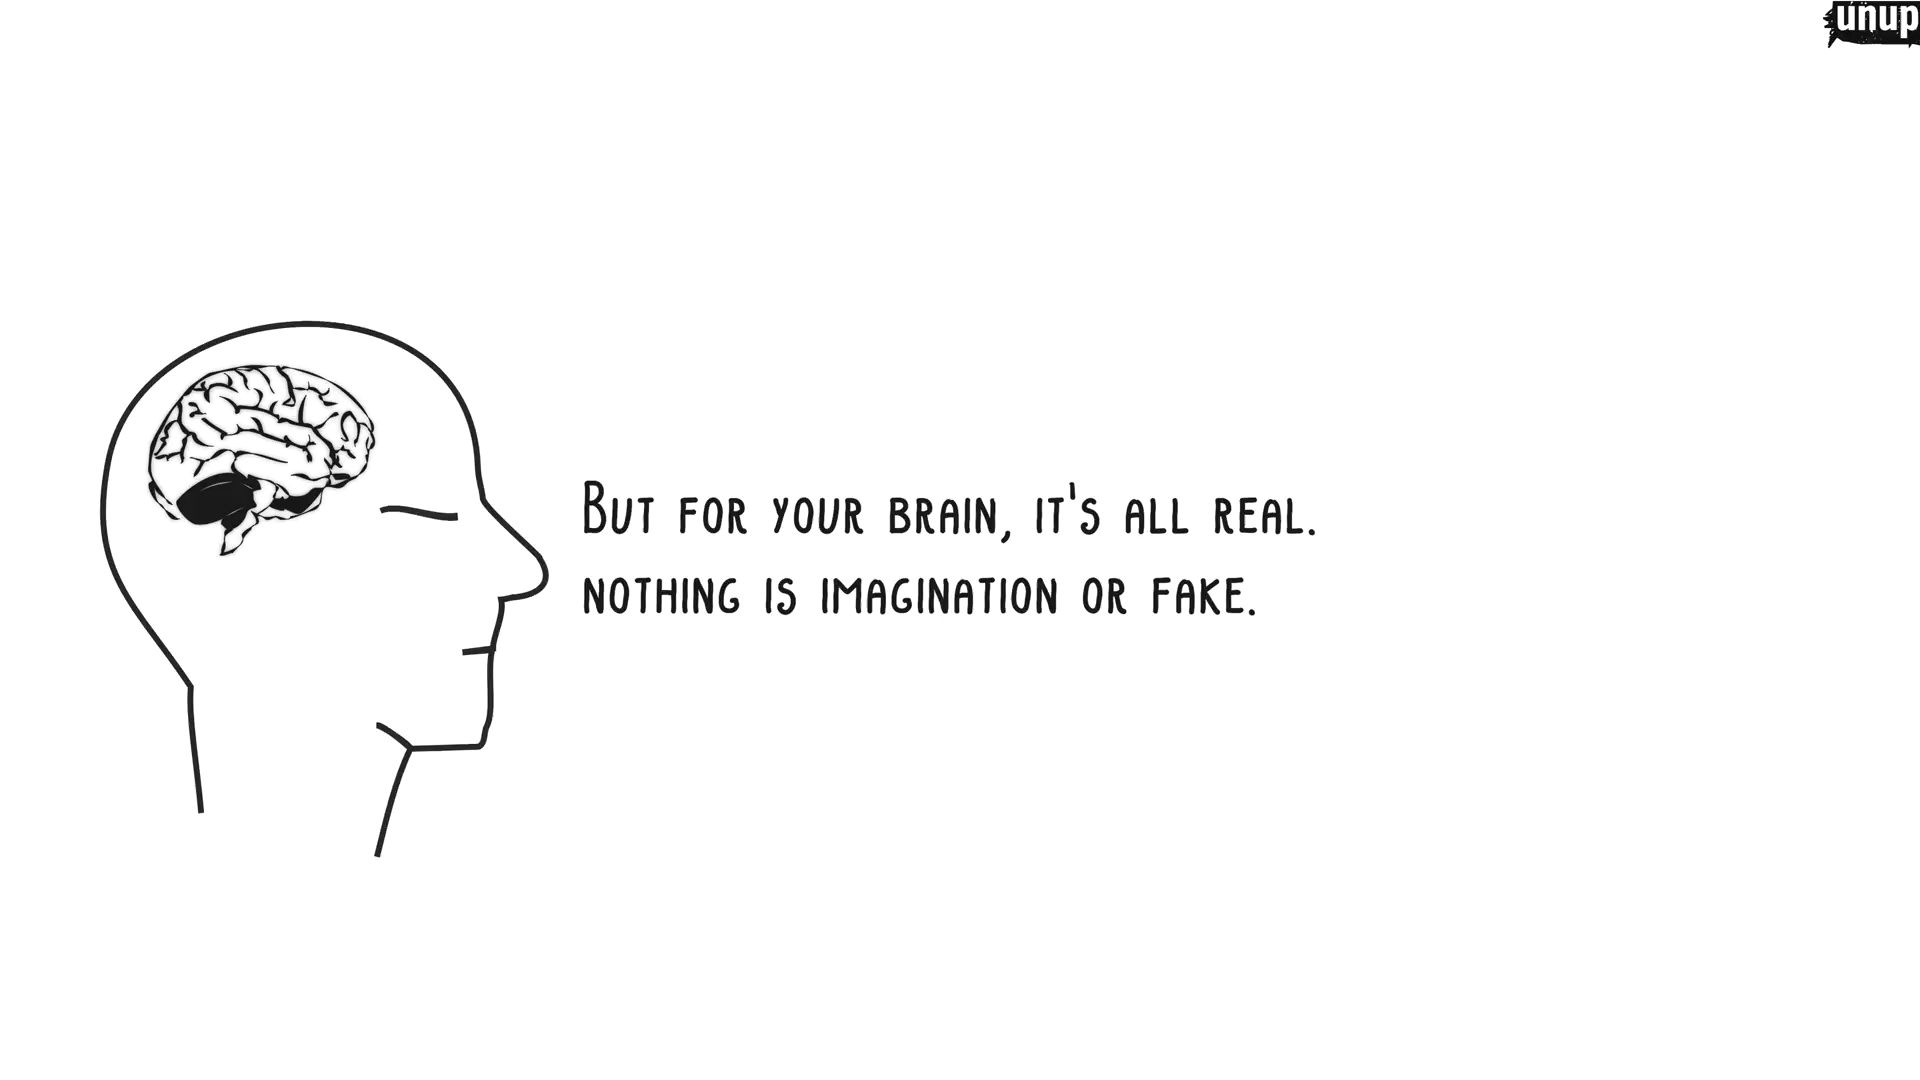 unup
But for your brain, it's all real.
nothing is imagination or fake.